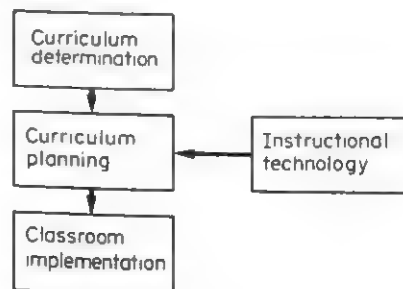 Curriculum
determination
Curriculum
planning
Instructional
technology
Classroom
implementation